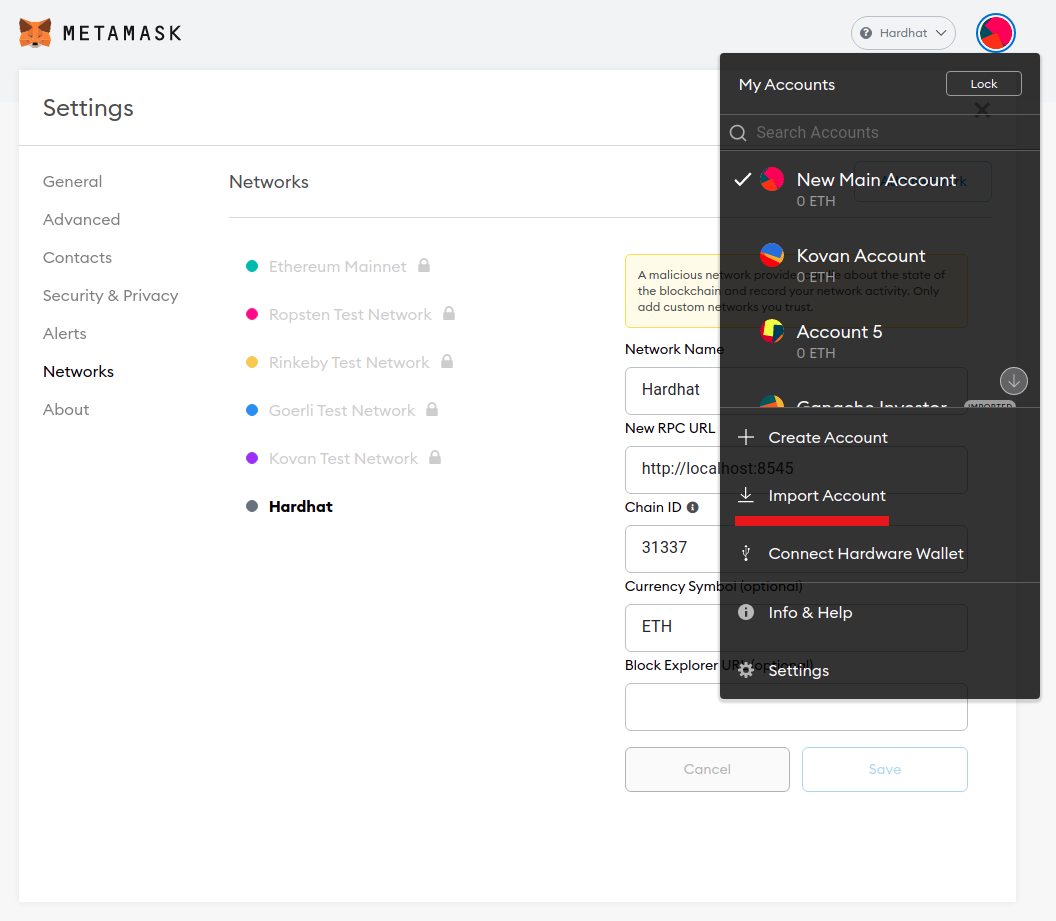 METAMASK
Hardhat
Settings
General
Advanced
Contacts
Security & Privacy
Alerts
Networks
About
Networks
Ethereum Mainnet
Ropsten Test Network
Rinkeby Test Network
Goerli Test Network
Kovan Test Network
Hardhat
A malicious network provider can lie about the state of
the blockchain and record your network activity. Only
add custom networks you trust.
Network Name
Hardhat
New RPC URL
http://localhost:8545
Chain ID
31337
Currency Symbol (optional)
ETH
Block Explorer URL (optional)
Cancel
Save
My Accounts
Lock
Search Accounts
New Main Account
0 ETH
Kovan Account
0 ETH
Account 5
0 ETH
Ganache Investor
IMPORTED
Create Account
Import Account
Connect Hardware Wallet
Info & Help
Settings